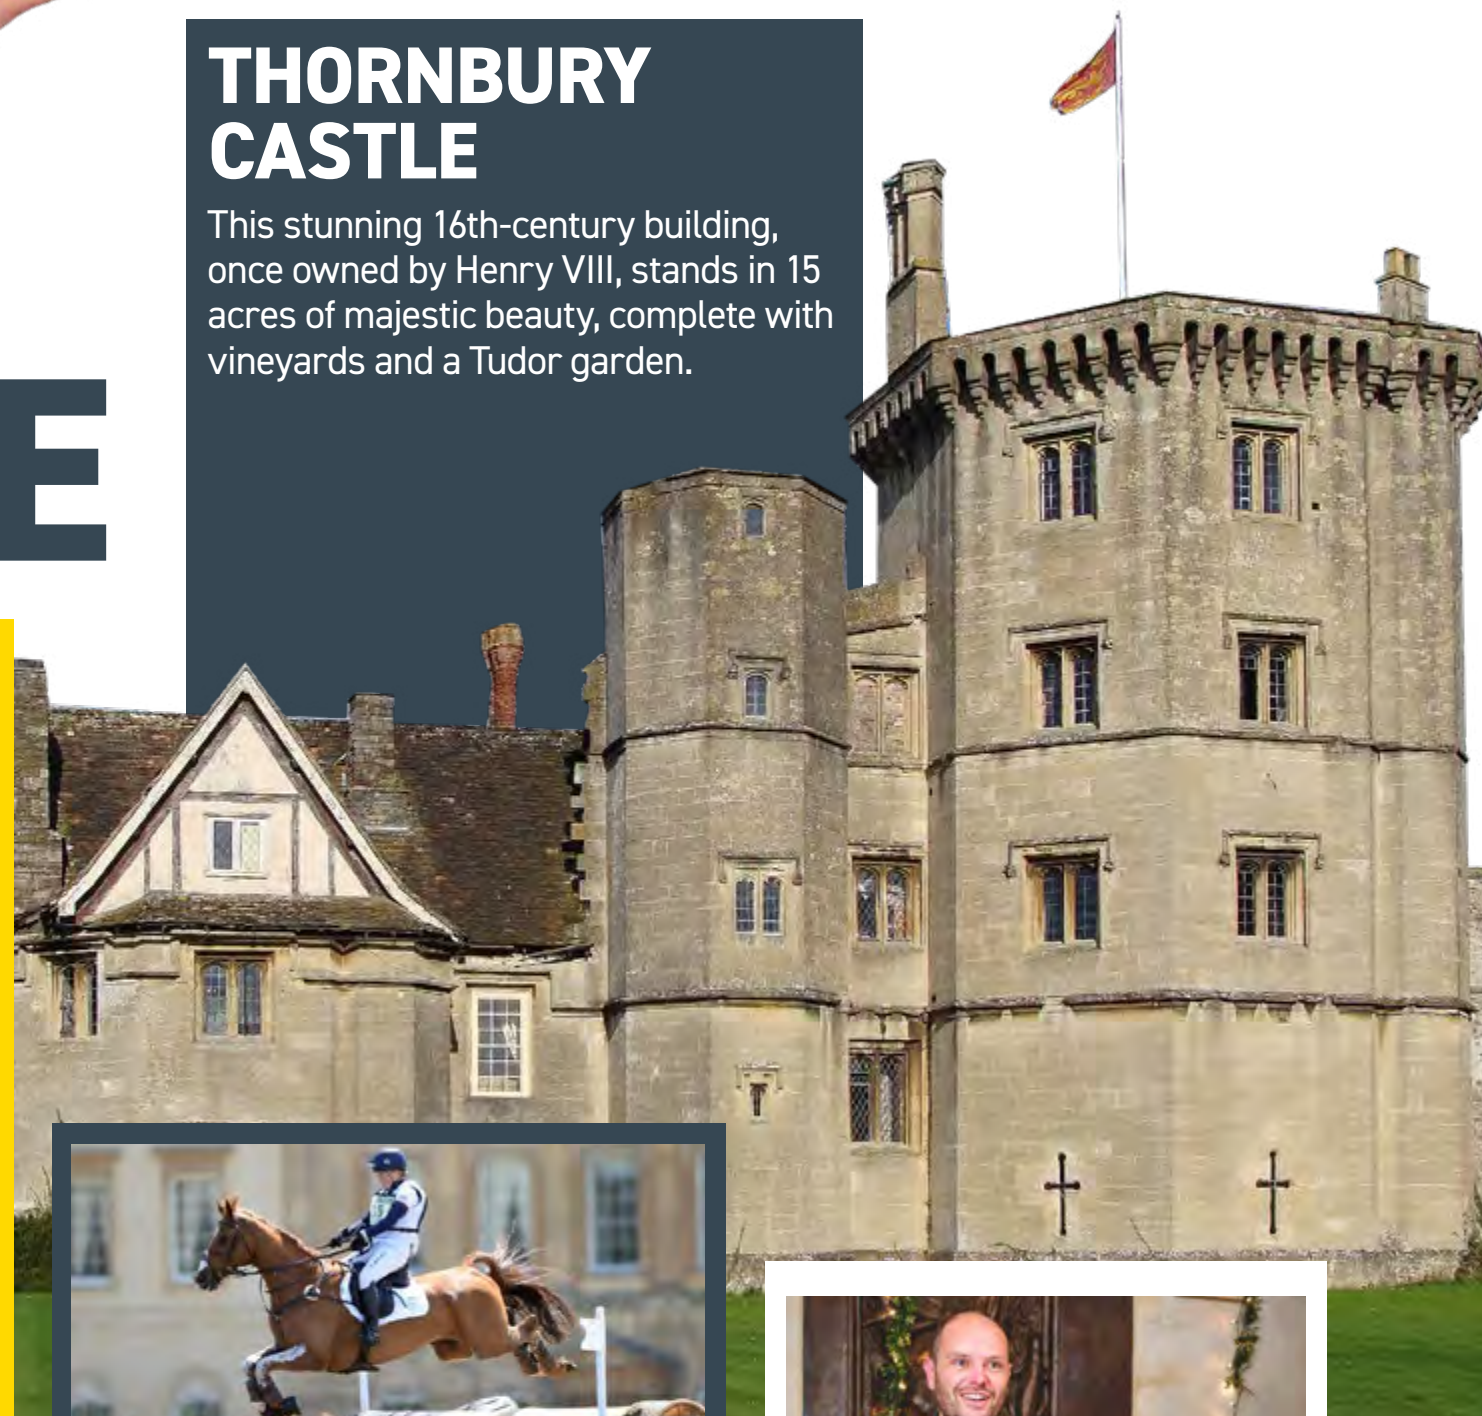 THORNBURY
CASTLE
This stunning 16th-century building,
once owned by Henry VIII, stands in 15
acres of majestic beauty, complete with
vineyards and a Tudor garden.
E